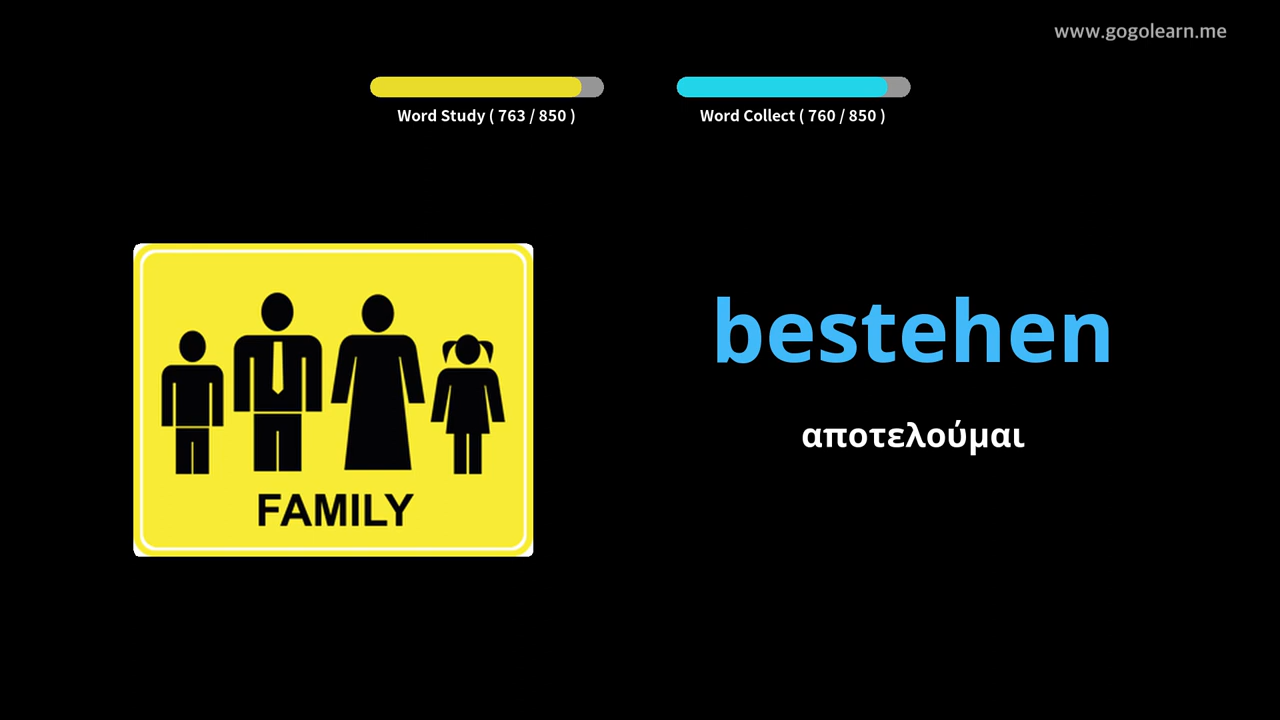 www.gogolearn.me
Word Study ( 763 / 850 )
Word Collect ( 760 / 850 )
FAMILY
bestehen
αποτελούμαι